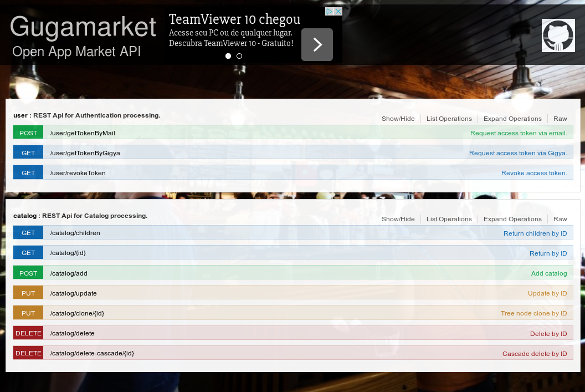 Gugamarket
Open App Market API
TeamViewer 10 chegou
Acesse seu PC ou de qualquer lugar.
Descubra TeamViewer 10 - Gratuito!
user : REST Api for Authentication processing.
Show/Hide List Operations Expand Operations Raw
POST /user/getTokenByMail Request access token via email.
GET /user/getTokenByGigya Request access token via Gigya.
GET /user/revokeToken Revoke access token.
catalog : REST Api for Catalog processing.
Show/Hide List Operations Expand Operations Raw
GET /catalog/children Return children by ID
GET /catalog/{id} Return by ID
POST /catalog/add Add catalog
PUT /catalog/update Update by ID
PUT /catalog/clone/{id} Tree node clone by ID
DELETE /catalog/delete Delete by ID
DELETE /catalog/delete-cascade/{id} Cascade delete by ID